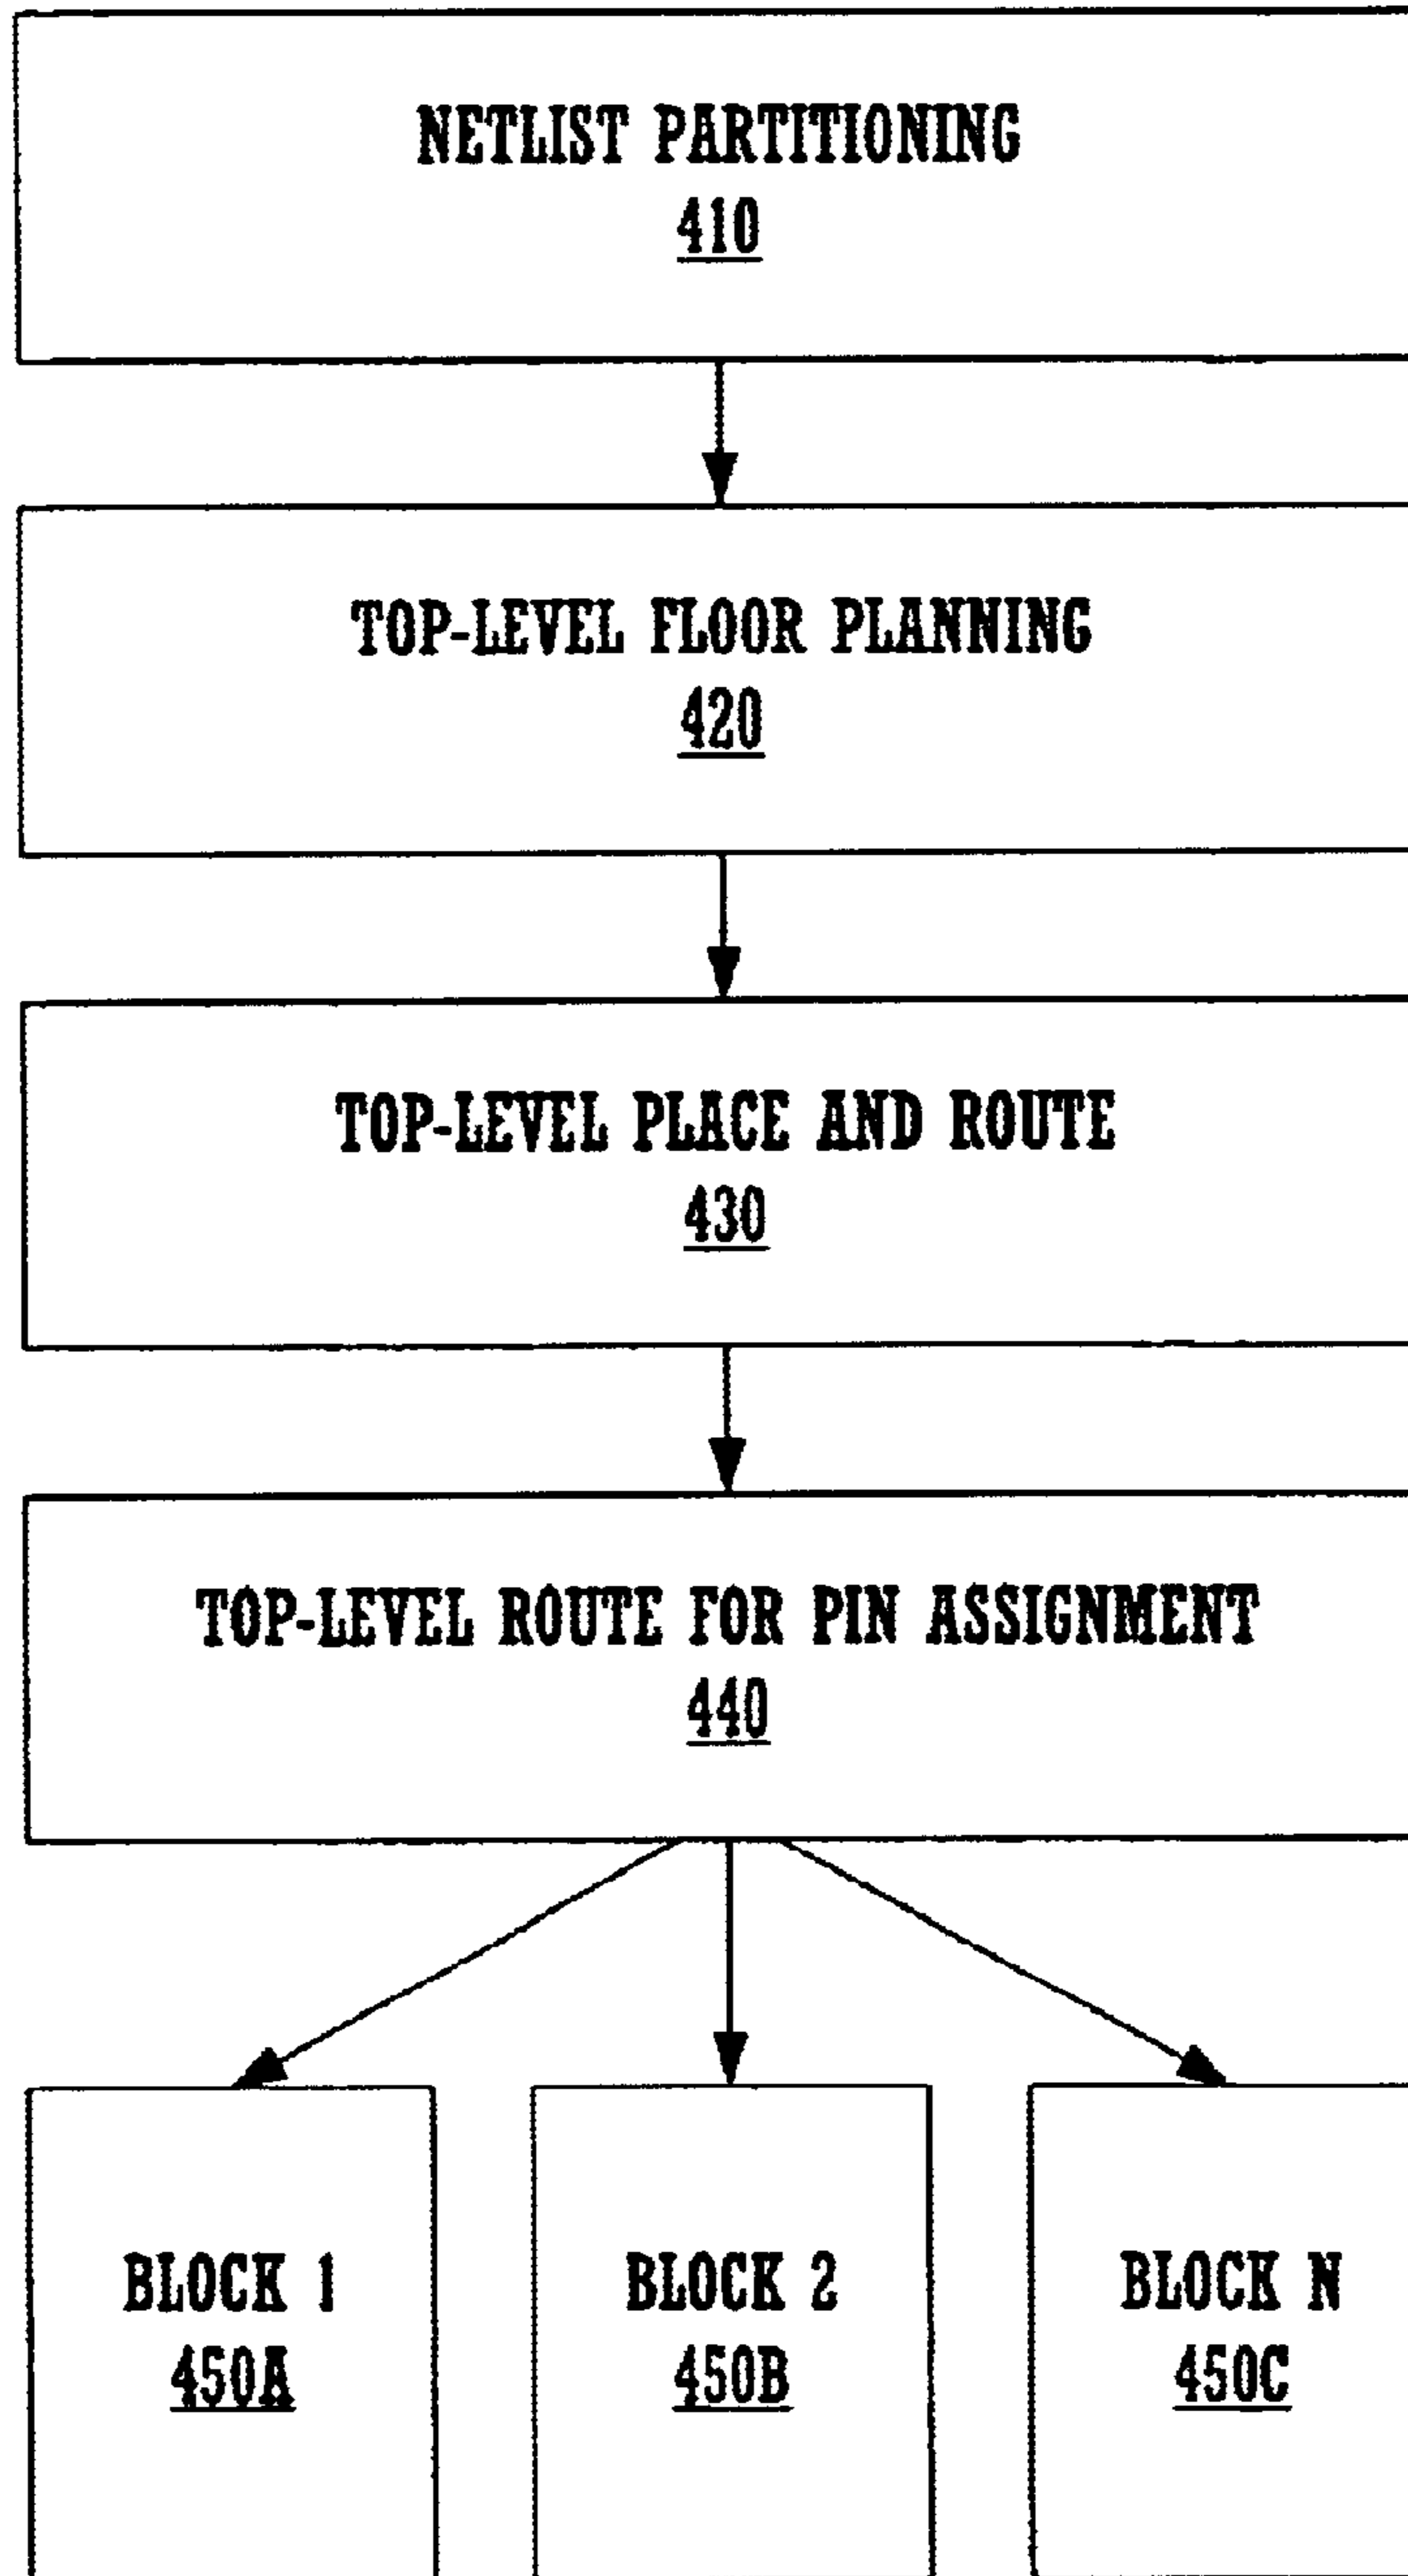 NETLIST PARTITIONING
410
TOP-LEVEL FLOOR PLANNING
420
TOP-LEVEL PLACE AND ROUTE
430
TOP-LEVEL ROUTE FOR PIN ASSIGNMENT
440
BLOCK 1
450A
BLOCK 2
450B
BLOCK N
450C